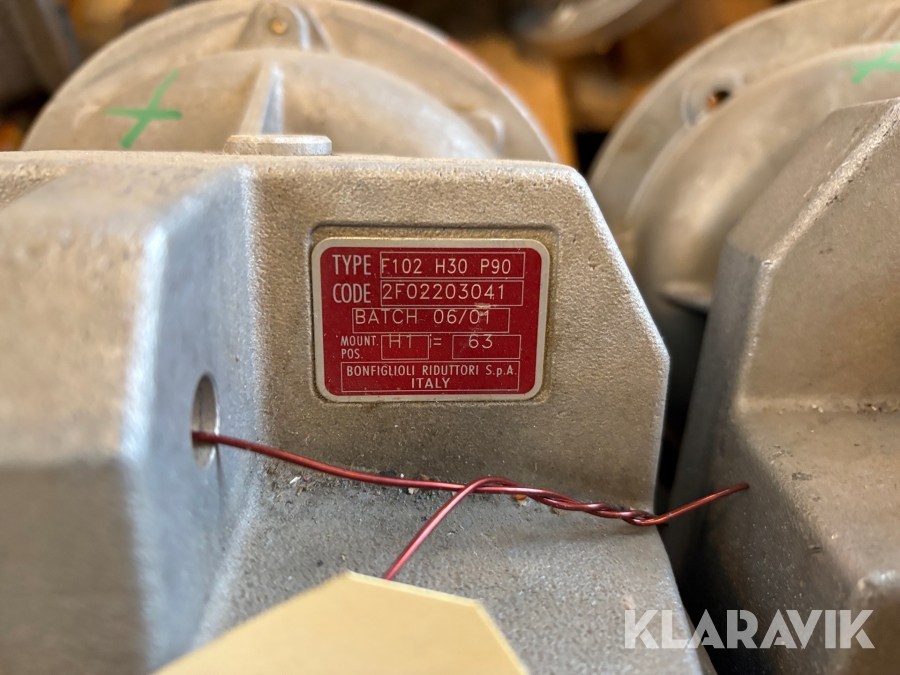 TYPE F102 H30 P90
CODE 2F02203041
BATCH 06/01
MOUNT. POS. H1 i= 63
BONFIGLIOLI RIDUTTORI S.p.A.
ITALY
KLARAVIK